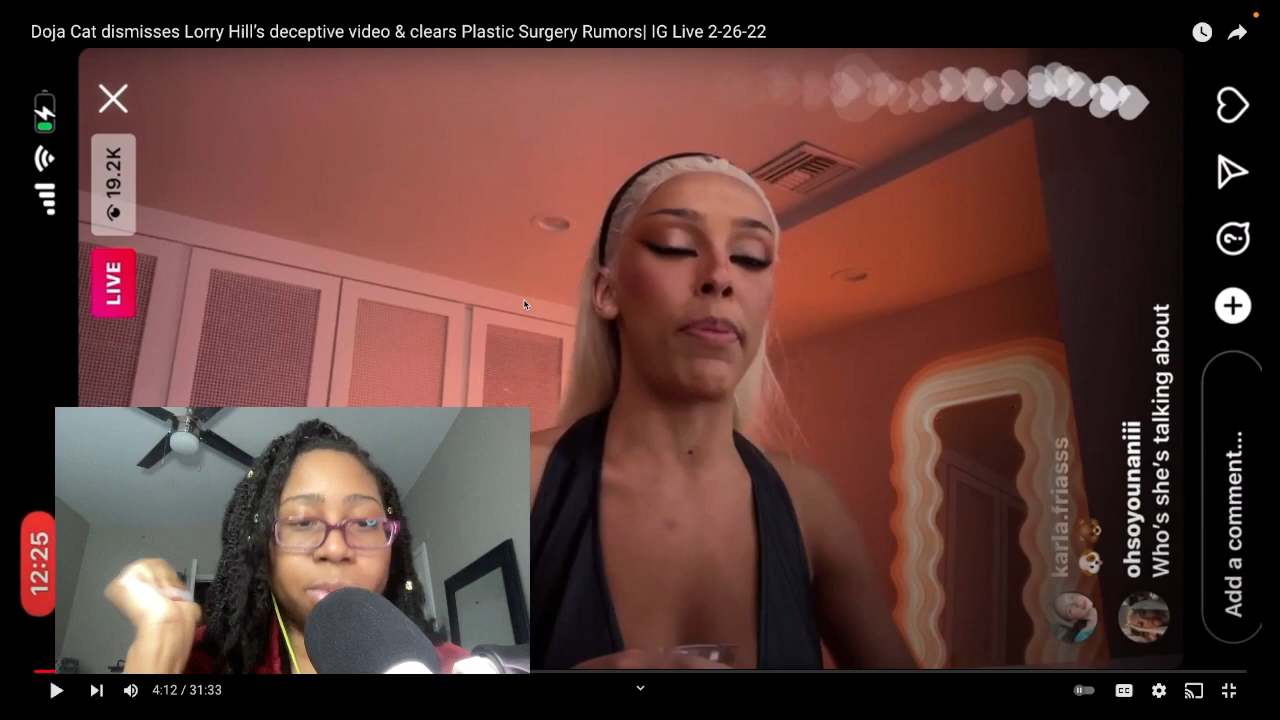 Doja Cat dismisses Lorry Hill’s deceptive video & clears Plastic Surgery Rumors| IG Live 2-26-22
19.2K
LIVE
12:25
karla.friasss
ohsoyounaniii
Who's she's talking about
Add a comment...
4:12 / 31:33
CC